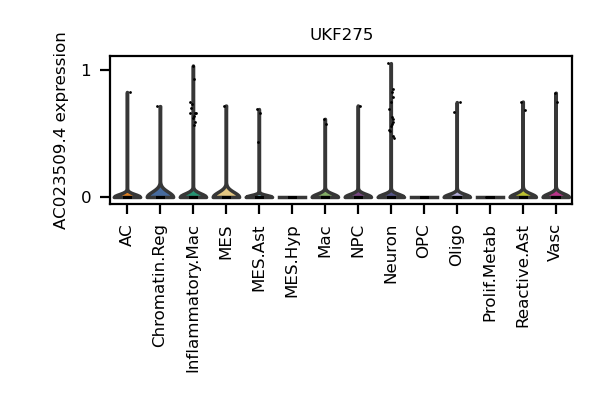 UKF275
AC023509.4 expression
1
0
AC
Chromatin.Reg
Inflammatory.Mac
MES
MES.Ast
MES.Hyp
Mac
NPC
Neuron
OPC
Oligo
Prolif.Metab
Reactive.Ast
Vasc